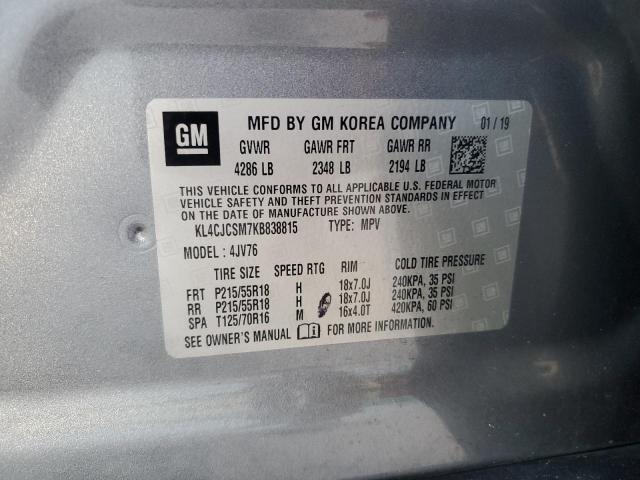 GM
MFD BY GM KOREA COMPANY 01 / 19
GVWR GAWR FRT GAWR RR
4286 LB 2348 LB 2194 LB
THIS VEHICLE CONFORMS TO ALL APPLICABLE U.S. FEDERAL MOTOR
VEHICLE SAFETY AND THEFT PREVENTION STANDARDS IN EFFECT
ON THE DATE OF MANUFACTURE SHOWN ABOVE.
KL4CJCSM7KB838815 TYPE: MPV
MODEL : 4JV76
TIRE SIZE SPEED RTG RIM COLD TIRE PRESSURE
FRT P215/55R18 H 18x7.0J 240KPA, 35 PSI
RR P215/55R18 H 18x7.0J 240KPA, 35 PSI
SPA T125/70R16 M 16x4.0T 420KPA, 60 PSI
SEE OWNER'S MANUAL FOR MORE INFORMATION.